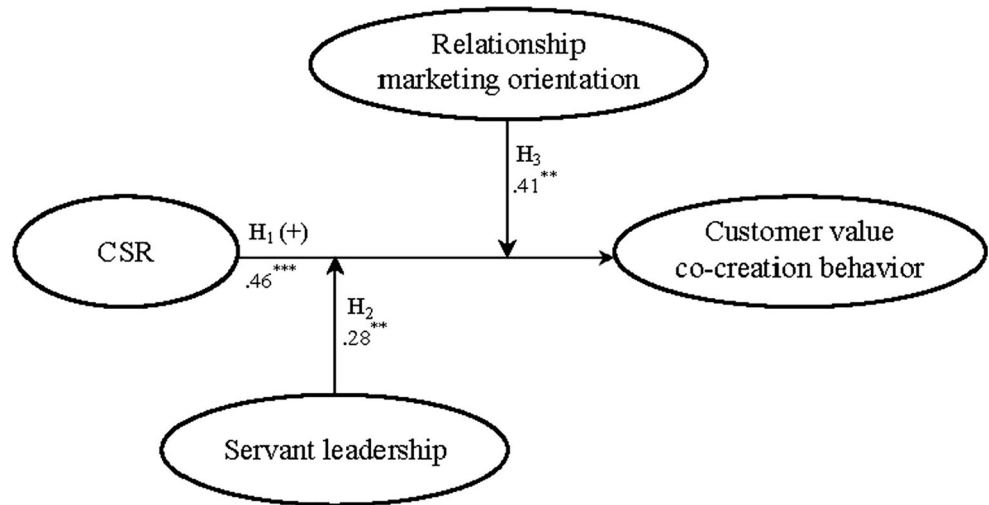 Relationship
marketing orientation
H₃
.41**
CSR
H₁ (+)
.46***
Customer value
co-creation behavior
H₂
.28**
Servant leadership